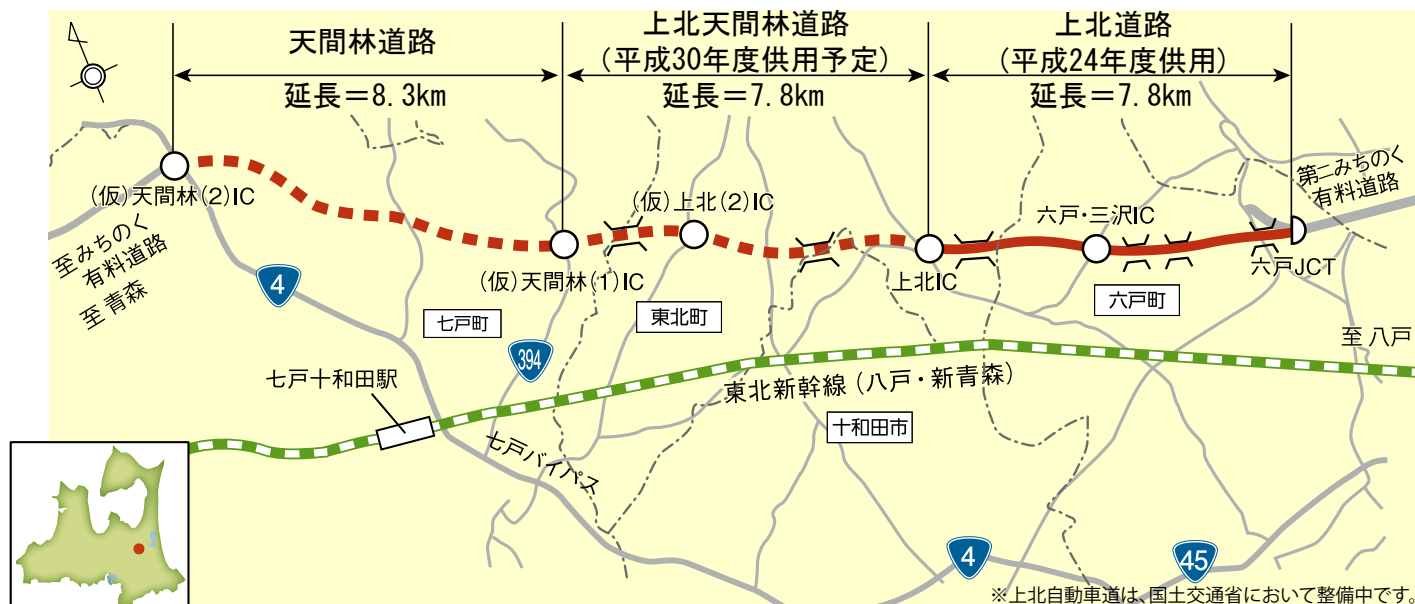 天間林道路
延長＝8.3km
上北天間林道路
(平成30年度供用予定)
延長＝7.8km
上北道路
(平成24年度供用)
延長＝7.8km
(仮)天間林(2)IC
至みちのく
有料道路
至 青森
4
(仮)天間林(1)IC
(仮)上北(2)IC
上北IC
六戸・三沢IC
第二みちのく
有料道路
六戸JCT
七戸町
東北町
六戸町
394
至 八戸
七戸十和田駅
東北新幹線 (八戸・新青森)
十和田市
七戸バイパス
4
45
※上北自動車道は、国土交通省において整備中です。